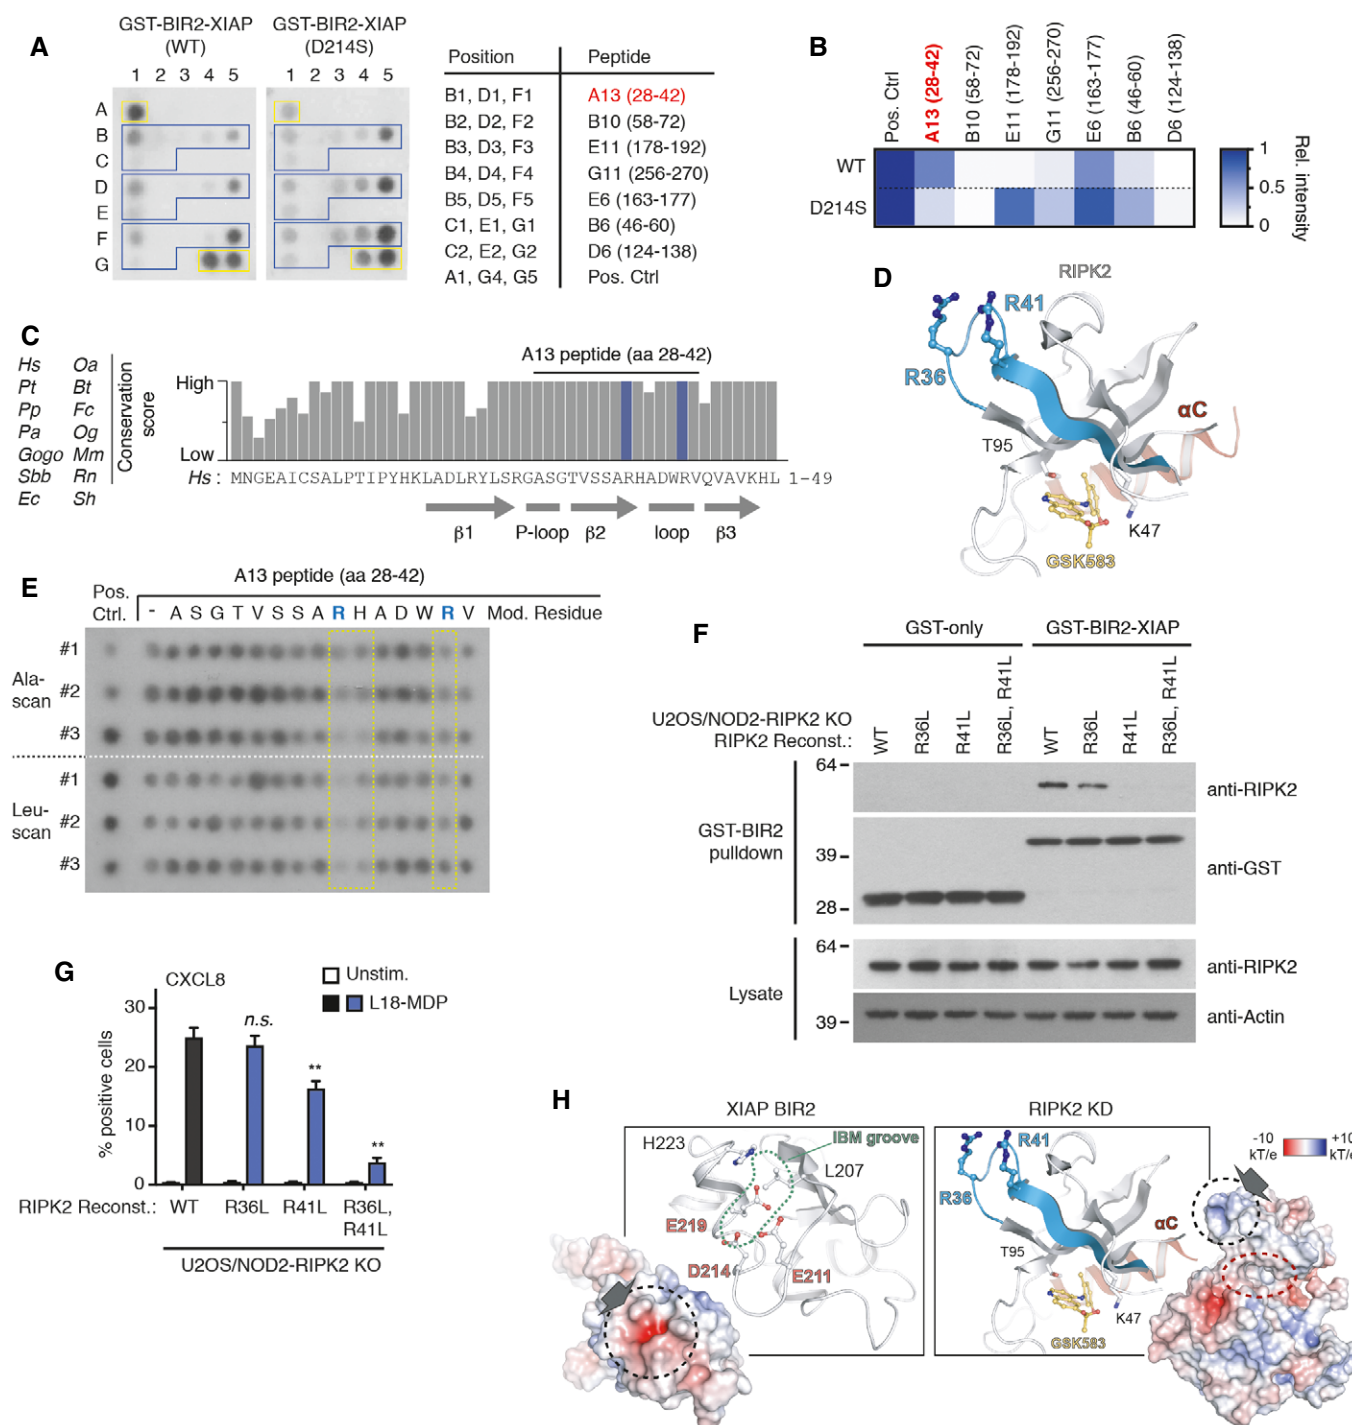 A
GST-BIR2-XIAP
(WT)
GST-BIR2-XIAP
(D214S)
1 2 3 4 5
1 2 3 4 5
A
B
C
D
E
F
G
Position Peptide
B1, D1, F1 A13 (28-42)
B2, D2, F2 B10 (58-72)
B3, D3, F3 E11 (178-192)
B4, D4, F4 G11 (256-270)
B5, D5, F5 E6 (163-177)
C1, E1, G1 B6 (46-60)
C2, E2, G2 D6 (124-138)
A1, G4, G5 Pos. Ctrl
B
Pos. Ctrl
A13 (28-42)
B10 (58-72)
E11 (178-192)
G11 (256-270)
E6 (163-177)
B6 (46-60)
D6 (124-138)
WT
D214S
1
0.5
0
Rel. intensity
C
Hs Oa
Pt Bt
Pp Fc
Pa Og
Gogo Mm
Sbb Rn
Ec Sh
Conservation
score
High
Low
A13 peptide (aa 28-42)
Hs : MNGEAICSALPTIPYHKLADLRYLSRGASGTVSSARHADWRVQVAVKHL 1-49
β1 P-loop β2 loop β3
D
RIPK2
R41
R36
αC
T95
K47
GSK583
E
Pos.
Ctrl.
A13 peptide (aa 28-42)
- A S G T V S S A R H A D W R V Mod. Residue
Ala-
scan
#1
#2
#3
Leu-
scan
#1
#2
#3
F
GST-only GST-BIR2-XIAP
U2OS/NOD2-RIPK2 KO
RIPK2 Reconst.:
WT
R36L
R41L
R36L, R41L
WT
R36L
R41L
R36L, R41L
GST-BIR2
pulldown
64
39
28
anti-RIPK2
anti-GST
Lysate
64
39
anti-RIPK2
anti-Actin
G
CXCL8
Unstim.
L18-MDP
% positive cells
30
20
10
0
n.s.
**
**
RIPK2 Reconst.: WT R36L R41L R36L,
R41L
U2OS/NOD2-RIPK2 KO
H
XIAP BIR2
H223
IBM groove
L207
E219
D214
E211
RIPK2 KD
R41
R36
αC
T95
K47
GSK583
-10
kT/e
+10
kT/e